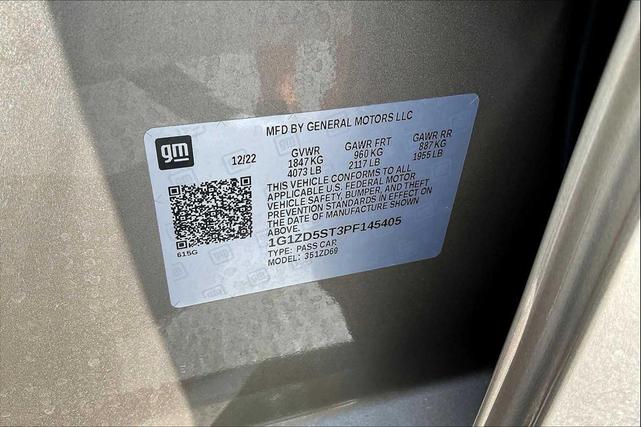 MFD BY GENERAL MOTORS LLC
gm
12/22
GVWR
1847 KG
4073 LB
GAWR FRT
960 KG
2117 LB
GAWR RR
887 KG
1955 LB
THIS VEHICLE CONFORMS TO ALL
APPLICABLE U.S. FEDERAL MOTOR
VEHICLE SAFETY, BUMPER, AND THEFT
PREVENTION STANDARDS IN EFFECT ON
THE DATE OF MANUFACTURE SHOWN
ABOVE.
1G1ZD5ST3PF145405
TYPE: PASS CAR
MODEL: 351ZD69
615G